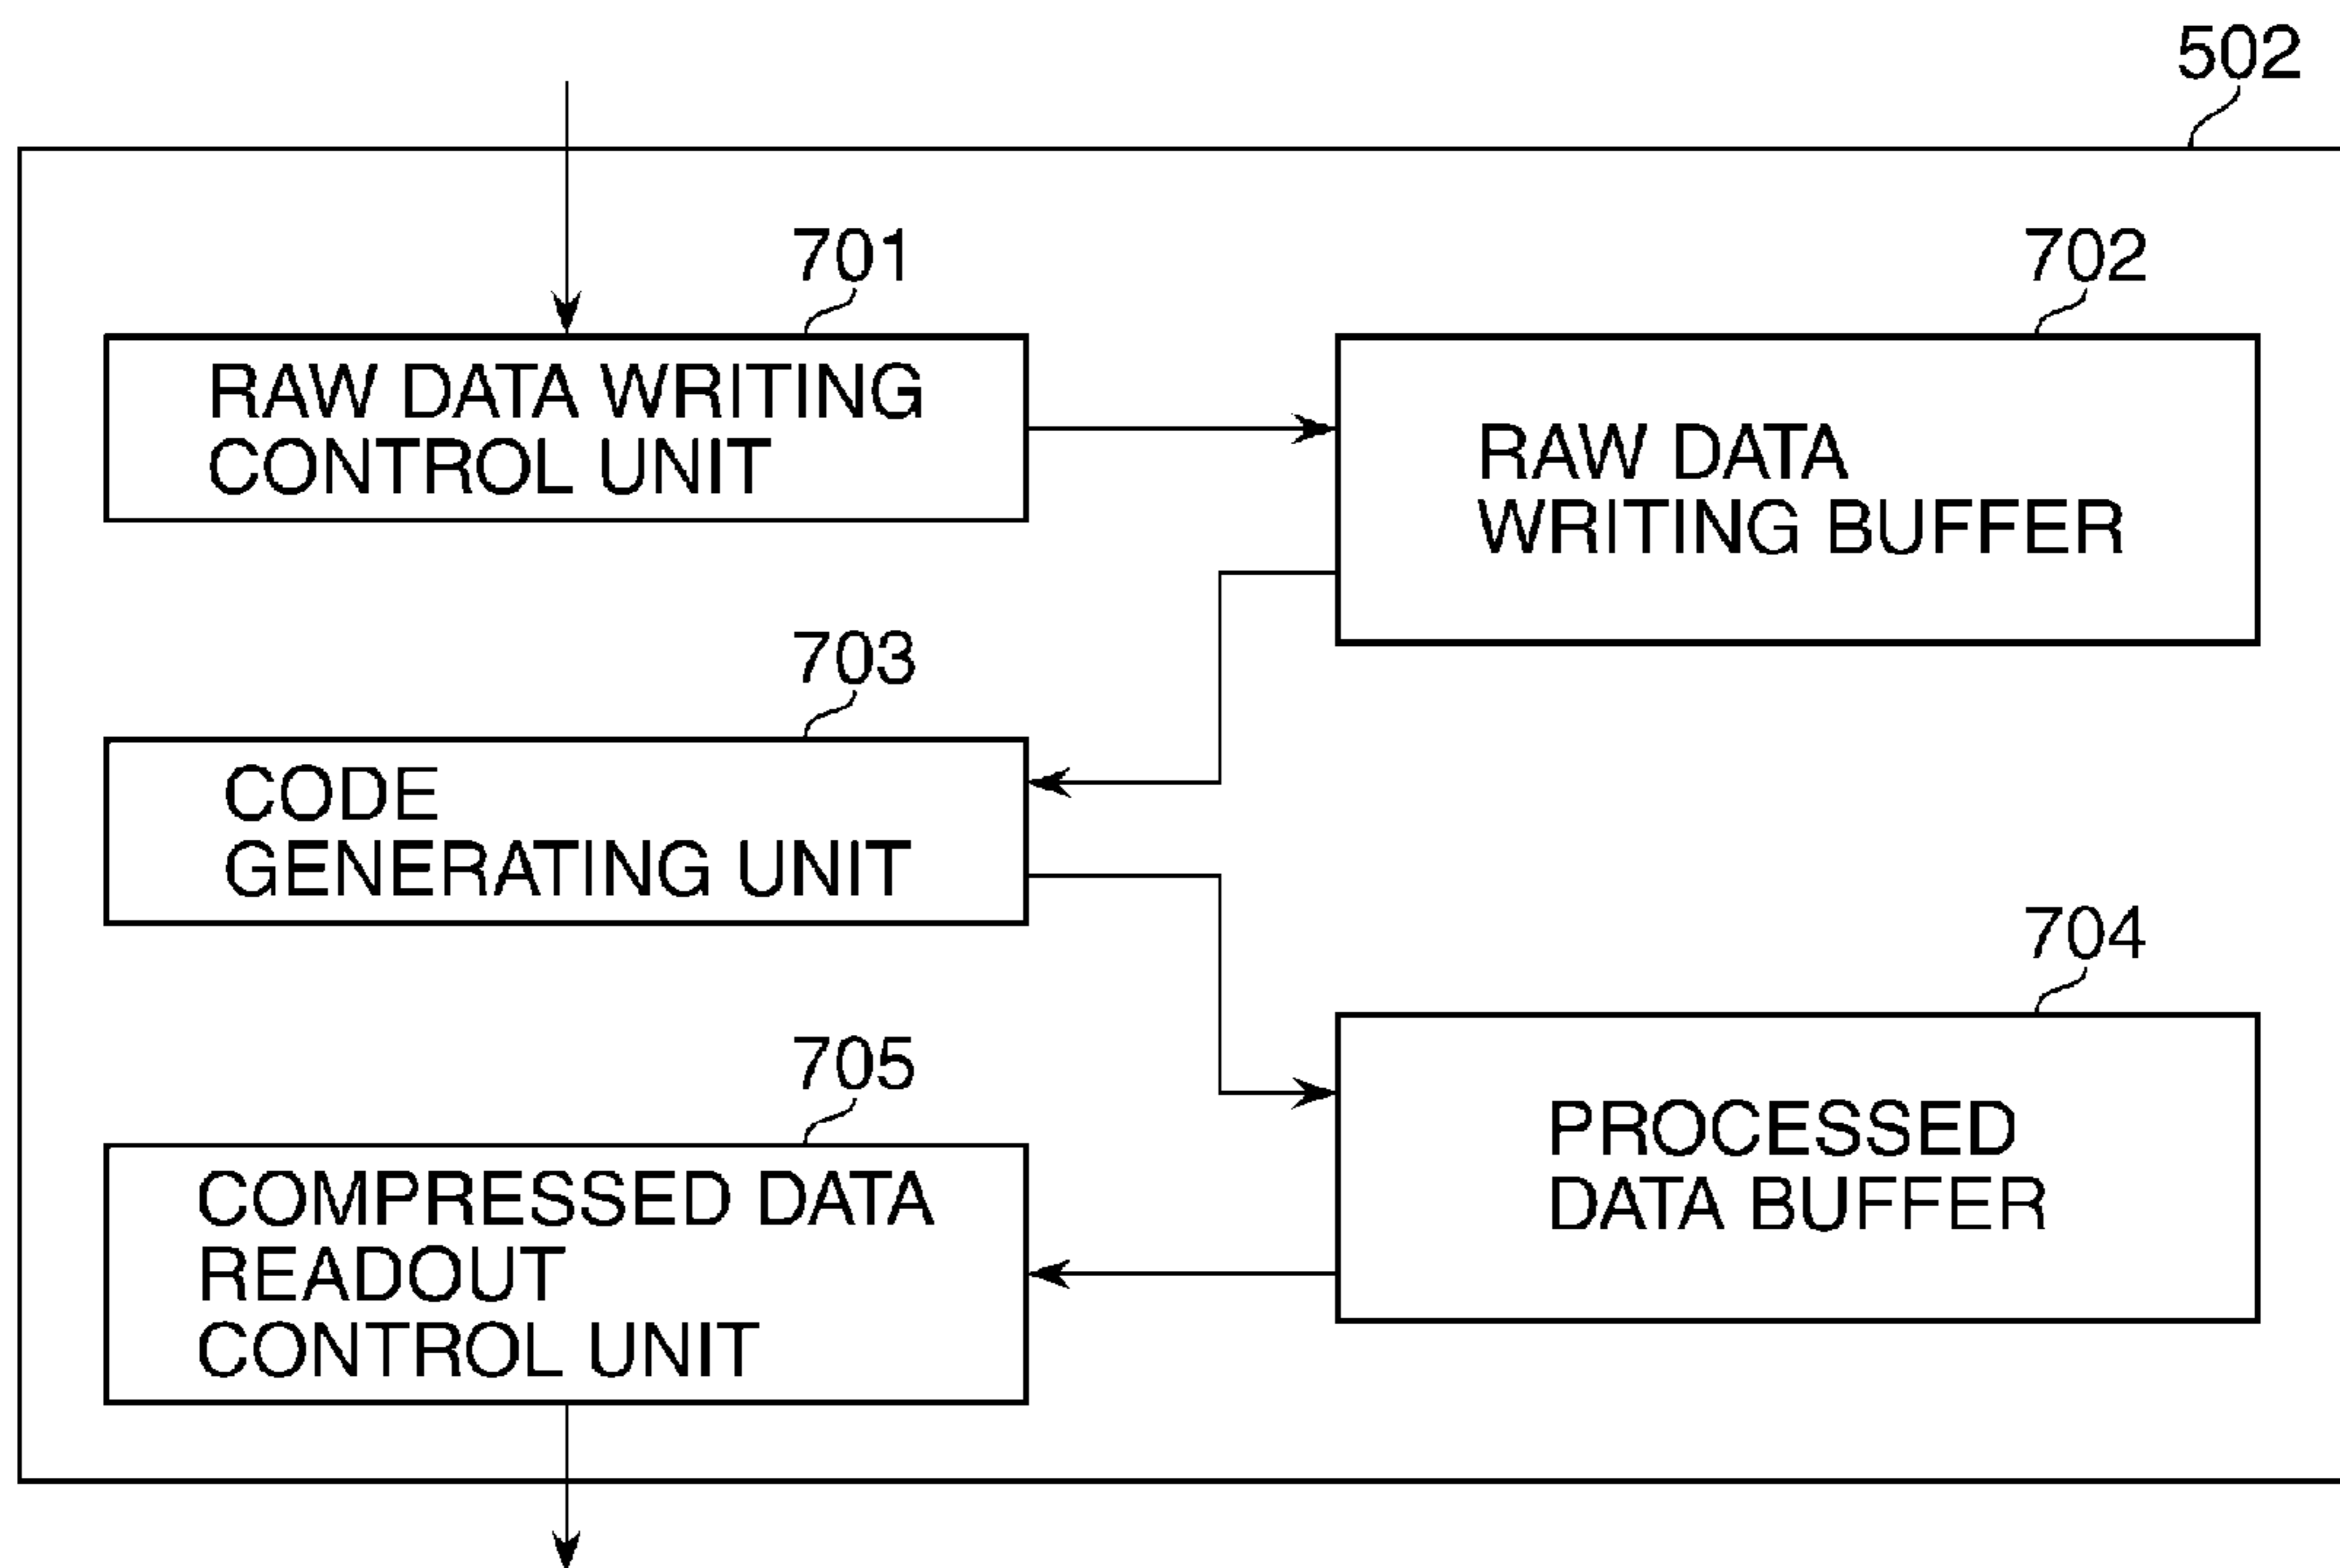 502
701
RAW DATA WRITING
CONTROL UNIT
702
RAW DATA
WRITING BUFFER
703
CODE
GENERATING UNIT
704
PROCESSED
DATA BUFFER
705
COMPRESSED DATA
READOUT
CONTROL UNIT